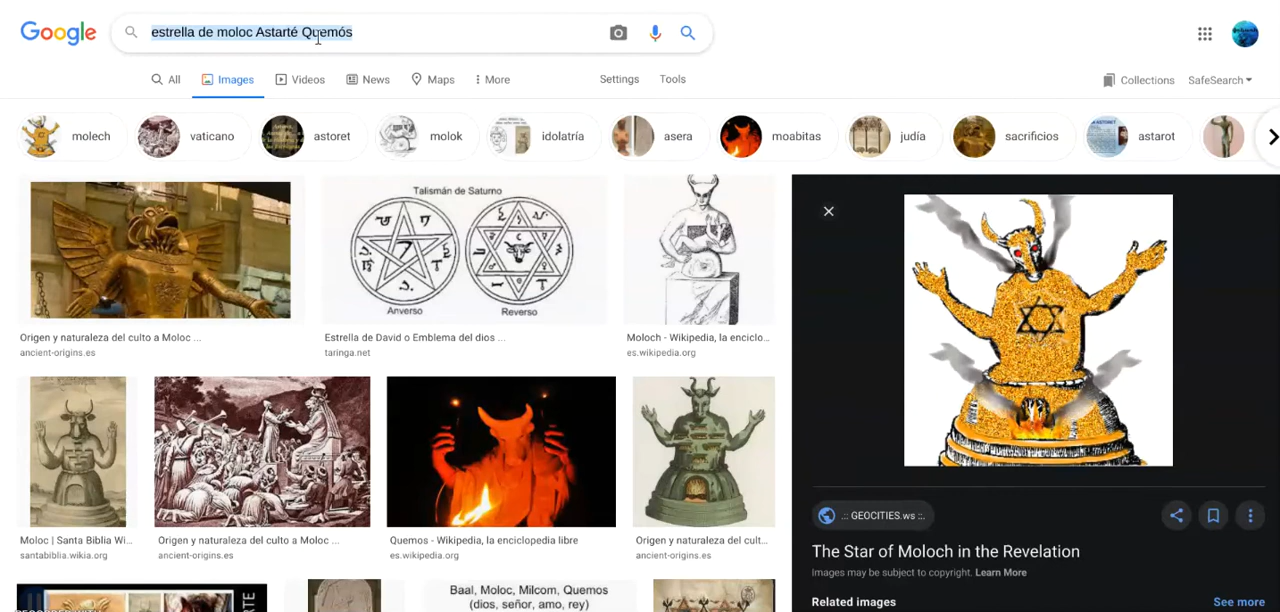 Google
estrella de moloc Astarté Quemós
All Images Videos News Maps More Settings Tools
Collections SafeSearch
molech vaticano astoret molok idolatría asera moabitas judía sacrificios astarot
Talismán de Saturno
Anverso Reverso
Origen y naturaleza del culto a Moloc ...
ancient-origins.es
Estrella de David o Emblema del dios ...
taringa.net
Moloch - Wikipedia, la enciclo...
es.wikipedia.org
Moloc | Santa Biblia Wi...
santabiblia.wikia.org
Origen y naturaleza del culto a Moloc ...
ancient-origins.es
Quemos - Wikipedia, la enciclopedia libre
es.wikipedia.org
Origen y naturaleza del cult...
ancient-origins.es
Baal, Moloc, Milcom, Quemos
(dios, señor, amo, rey)
.:: GEOCITIES.ws ::.
The Star of Moloch in the Revelation
Images may be subject to copyright. Learn More
Related images See more